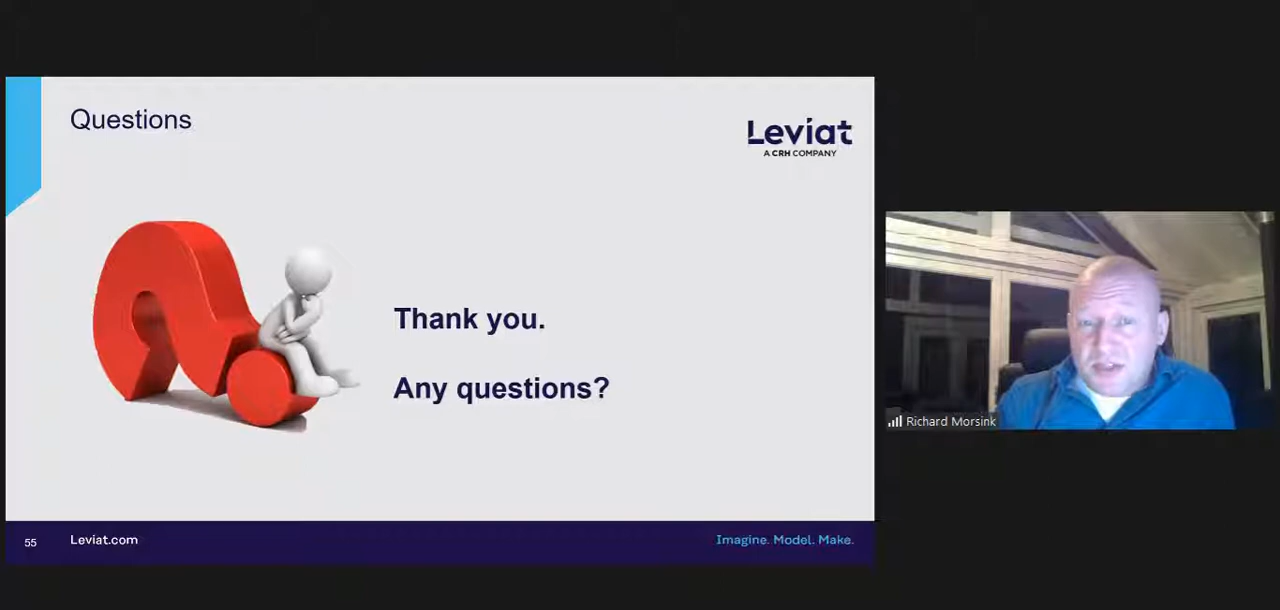 Questions
Leviat
A CRH COMPANY
Thank you.
Any questions?
55
Leviat.com
Imagine. Model. Make.
Richard Morsink